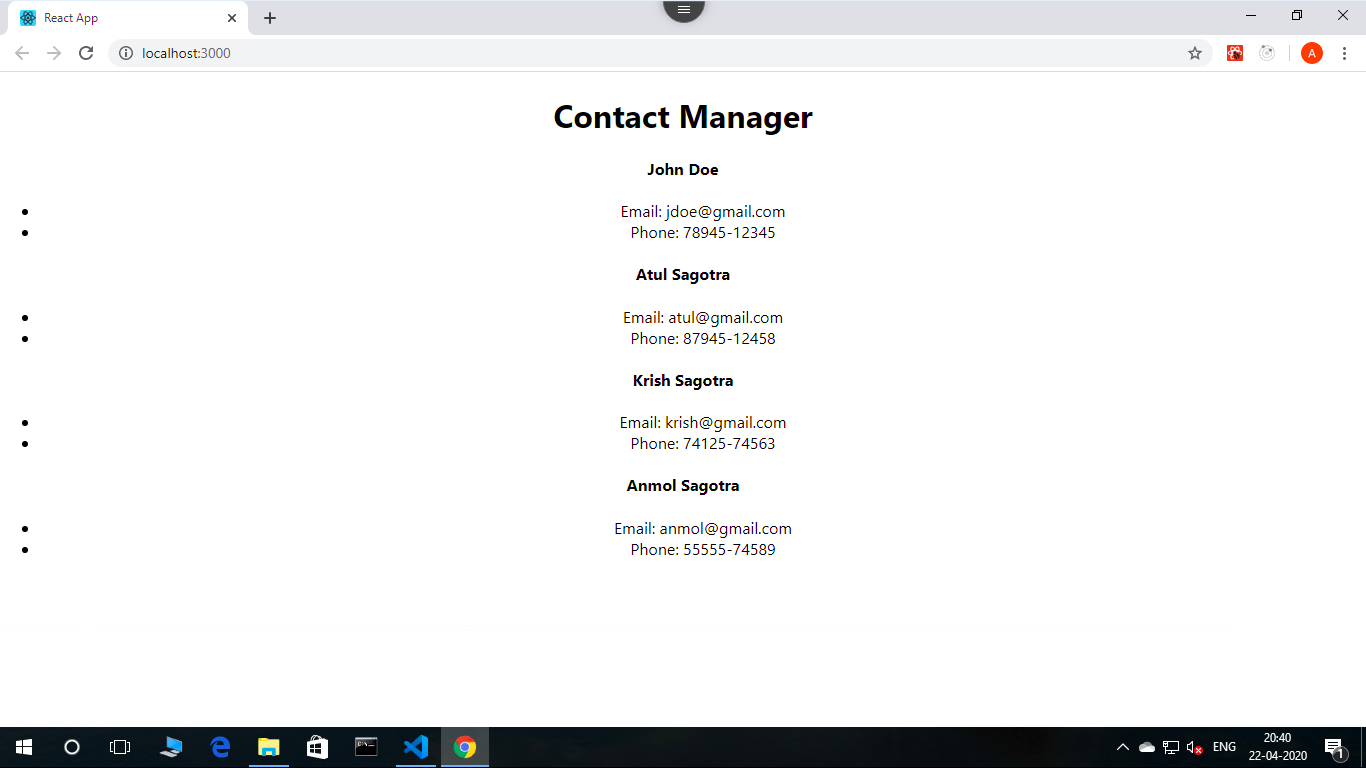 React App
localhost:3000
A
Contact Manager
John Doe
Email: jdoe@gmail.com
Phone: 78945-12345
Atul Sagotra
Email: atul@gmail.com
Phone: 87945-12458
Krish Sagotra
Email: krish@gmail.com
Phone: 74125-74563
Anmol Sagotra
Email: anmol@gmail.com
Phone: 55555-74589
ENG
20:40
22-04-2020
1